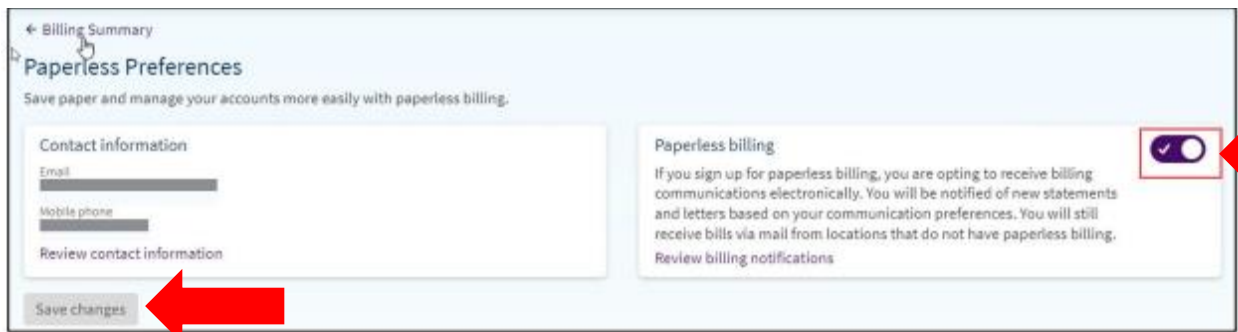 ← Billing Summary
Paperless Preferences
Save paper and manage your accounts more easily with paperless billing.
Contact information
Email
Mobile phone
Review contact information
Paperless billing
If you sign up for paperless billing, you are opting to receive billing
communications electronically. You will be notified of new statements
and letters based on your communication preferences. You will still
receive bills via mail from locations that do not have paperless billing.
Review billing notifications
Save changes